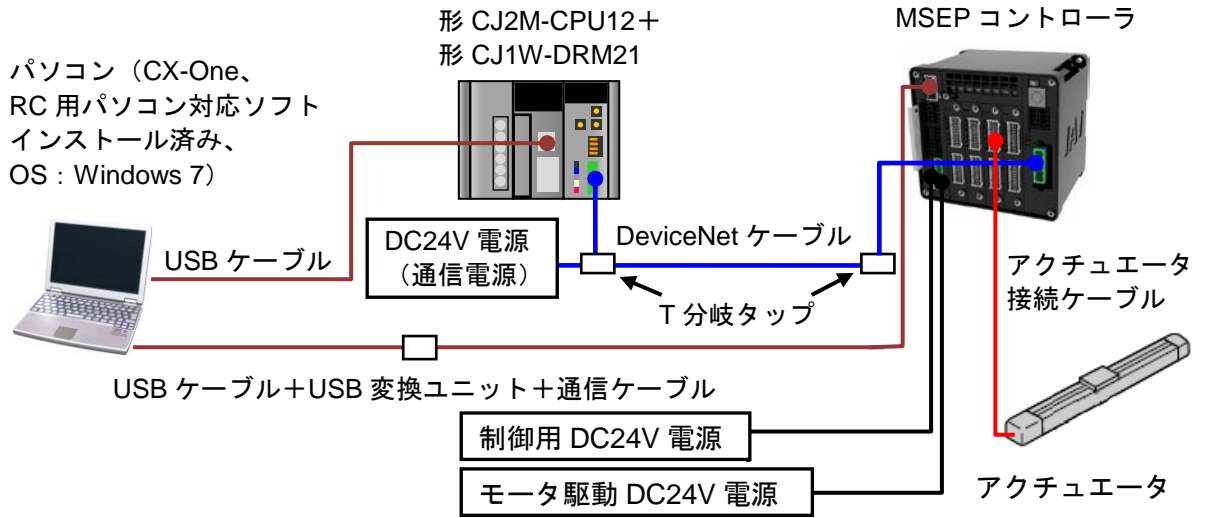 形 CJ2M-CPU12＋
形 CJ1W-DRM21
MSEP コントローラ
パソコン（CX-One、
RC 用パソコン対応ソフト
インストール済み、
OS：Windows 7）
IAI
DC24V 電源
（通信電源）
DeviceNet ケーブル
USB ケーブル
T 分岐タップ
アクチュエータ
接続ケーブル
USB ケーブル＋USB 変換ユニット＋通信ケーブル
制御用 DC24V 電源
モータ駆動 DC24V 電源
アクチュエータ